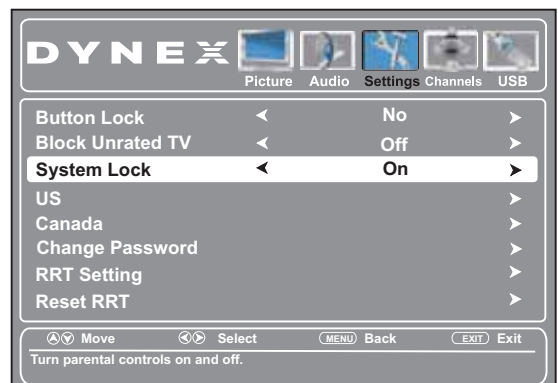 DYNEX
Picture Audio Settings Channels USB
Button Lock No
Block Unrated TV Off
System Lock On
US
Canada
Change Password
RRT Setting
Reset RRT
Move Select MENU Back EXIT Exit
Turn parental controls on and off.